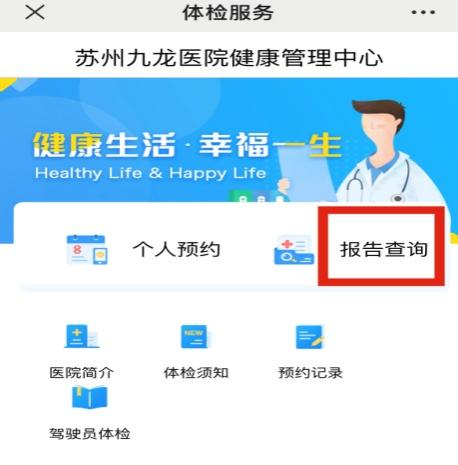 体检服务
苏州九龙医院健康管理中心
健康生活·幸福一生
Healthy Life & Happy Life
8 个人预约 报告查询
NEW
医院简介 体检须知 预约记录
驾驶员体检